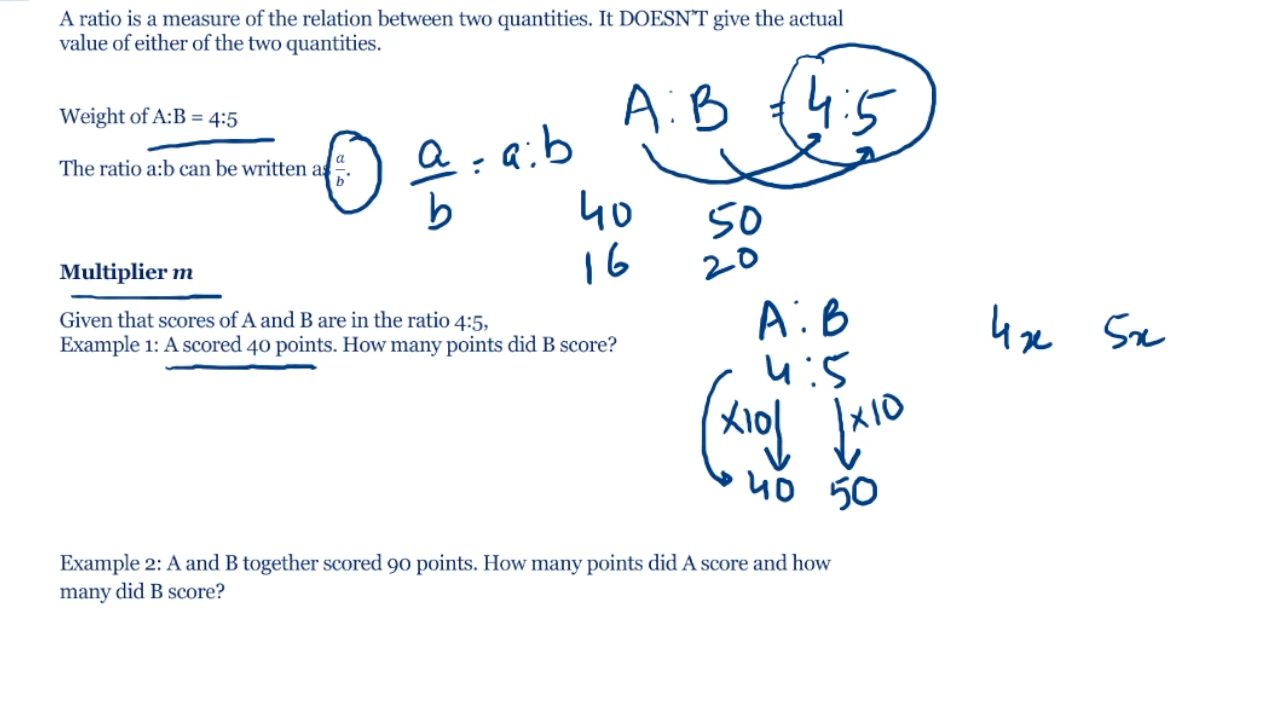 A ratio is a measure of the relation between two quantities. It DOESN'T give the actual
value of either of the two quantities.
A : B = 4:5
Weight of A:B = 4:5
The ratio a:b can be written as a/b.
a/b = a:b
40 50
16 20
Multiplier m
Given that scores of A and B are in the ratio 4:5,
Example 1: A scored 40 points. How many points did B score?
A : B
4 : 5
4x 5x
×10 ×10
40 50
Example 2: A and B together scored 90 points. How many points did A score and how
many did B score?